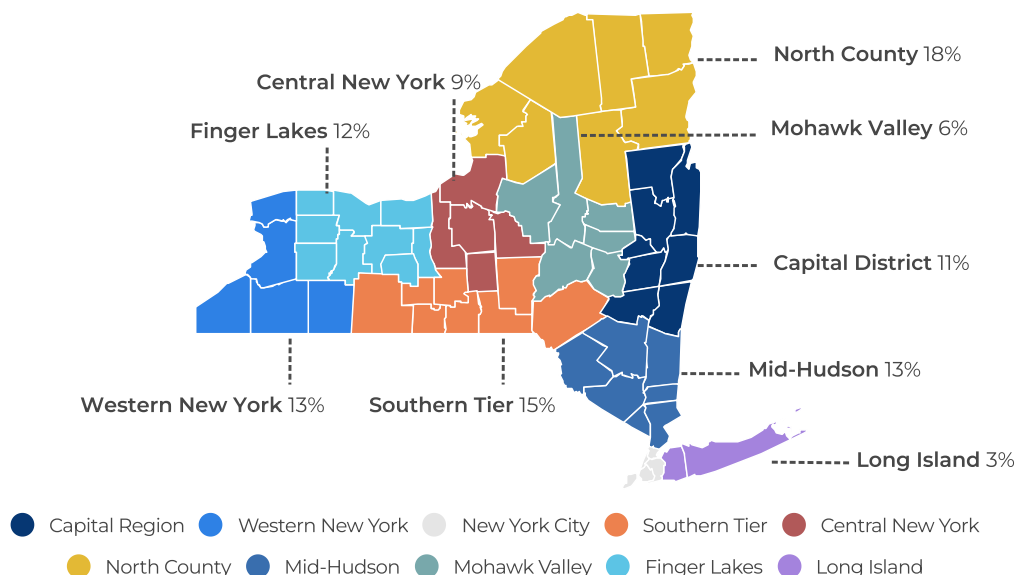 North County 18%
Central New York 9%
Finger Lakes 12%
Mohawk Valley 6%
Capital District 11%
Mid-Hudson 13%
Western New York 13%
Southern Tier 15%
Long Island 3%
Capital Region
Western New York
New York City
Southern Tier
Central New York
North County
Mid-Hudson
Mohawk Valley
Finger Lakes
Long Island